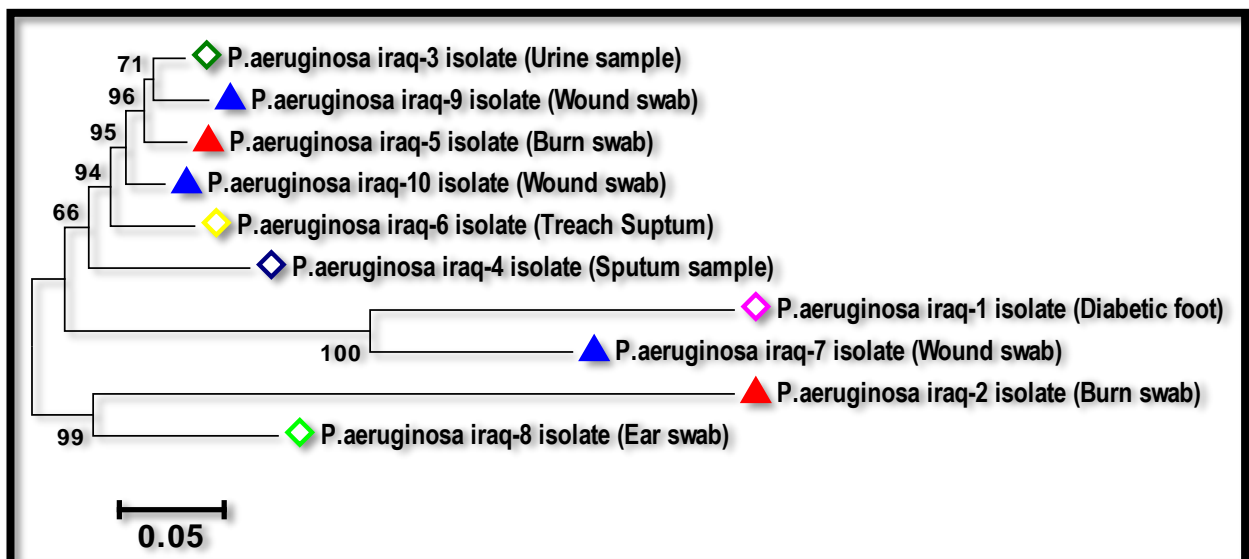 71
P.aeruginosa iraq-3 isolate (Urine sample)
96
P.aeruginosa iraq-9 isolate (Wound swab)
95
P.aeruginosa iraq-5 isolate (Burn swab)
94
P.aeruginosa iraq-10 isolate (Wound swab)
66
P.aeruginosa iraq-6 isolate (Treach Suptum)
P.aeruginosa iraq-4 isolate (Sputum sample)
P.aeruginosa iraq-1 isolate (Diabetic foot)
100
P.aeruginosa iraq-7 isolate (Wound swab)
P.aeruginosa iraq-2 isolate (Burn swab)
99
P.aeruginosa iraq-8 isolate (Ear swab)
0.05